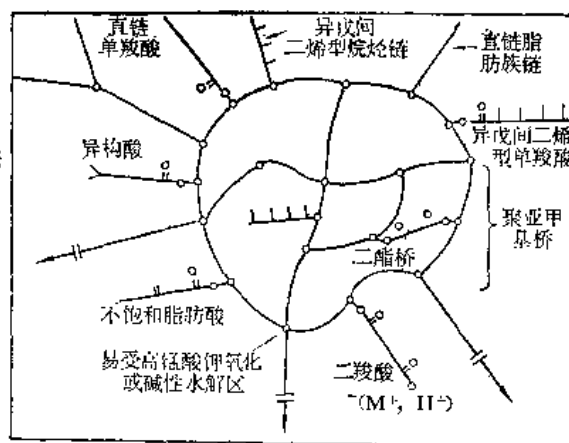 直链
单羧酸
异戊间
二烯型烷烃链
直链脂
肪族链
异戊间二烯
型单羧酸
异构酸
聚亚甲
基桥
二酯桥
不饱和脂肪酸
易受高锰酸钾氧化
或碱性水解区
二羧酸